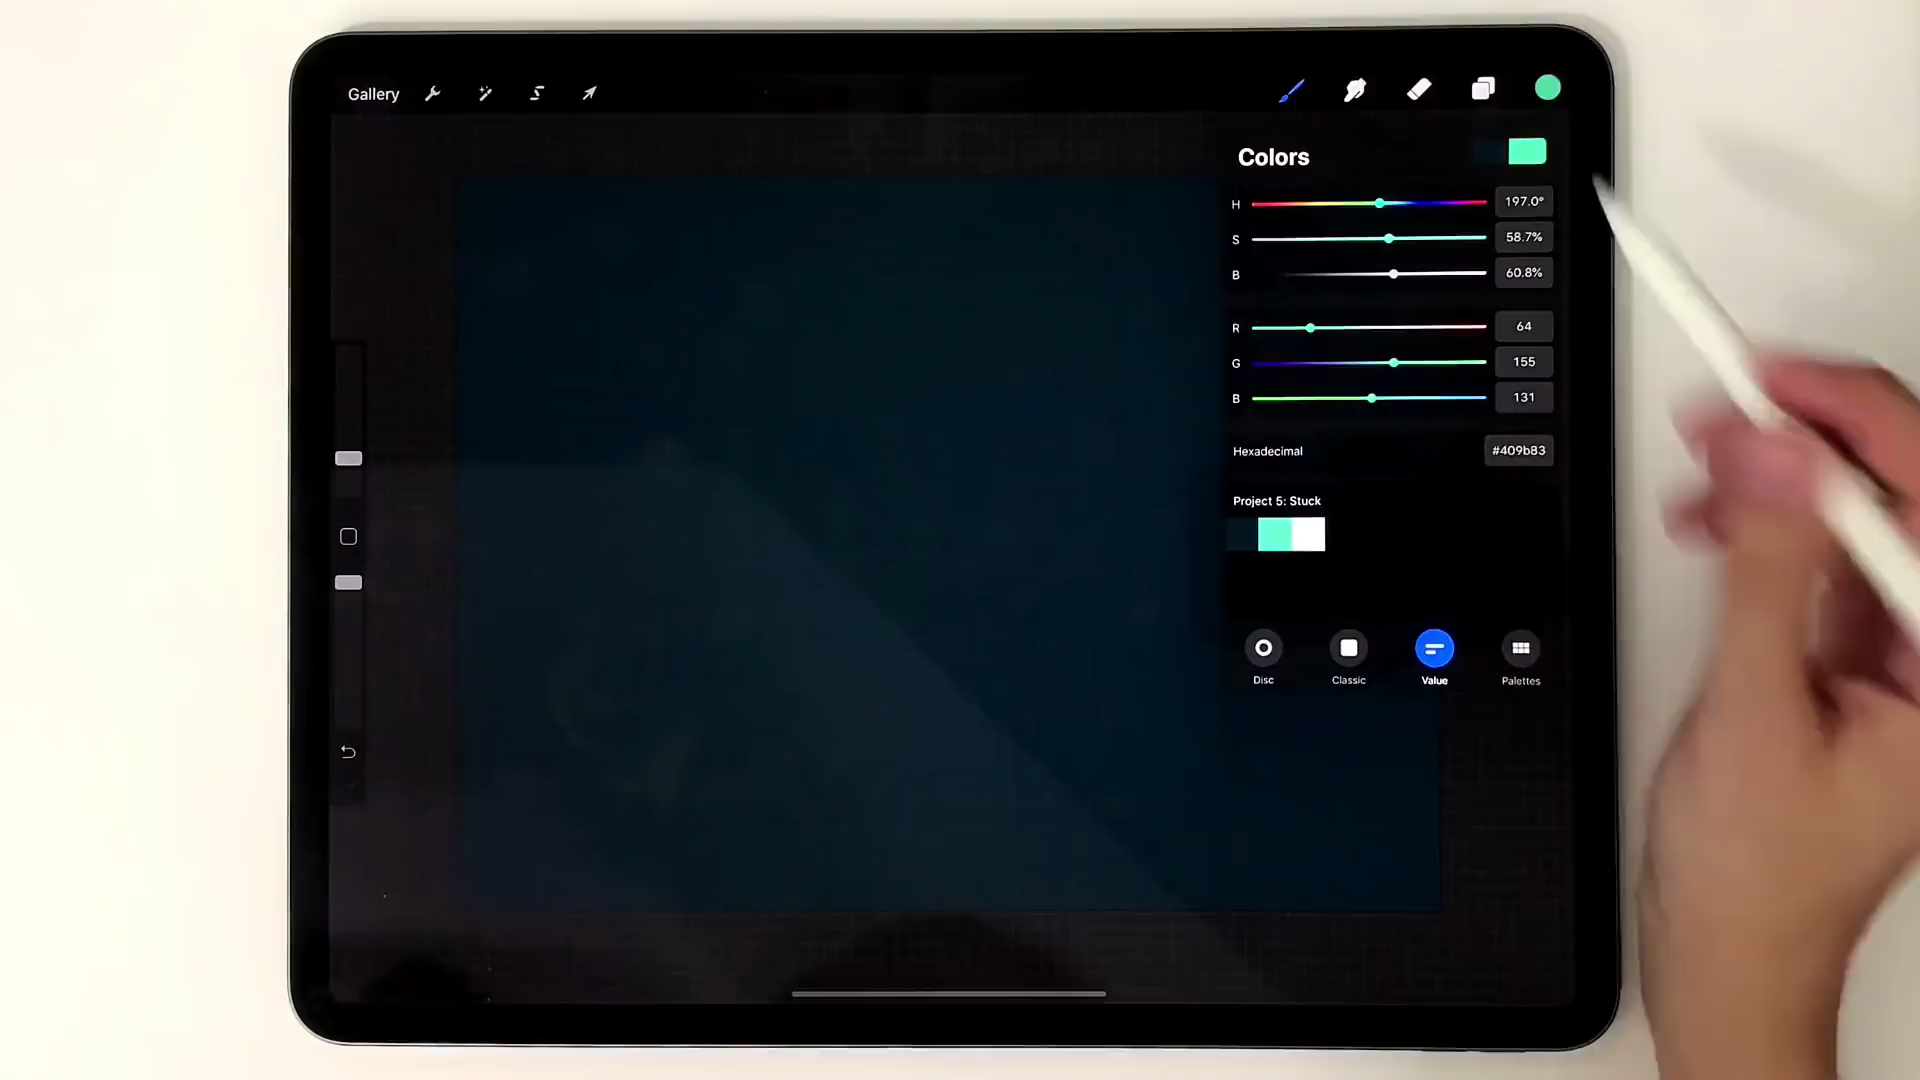 Gallery
Colors
H 197.0°
S 58.7%
B 60.8%
R 64
G 155
B 131
Hexadecimal #409b83
Project 5: Stuck
Disc Classic Value Palettes